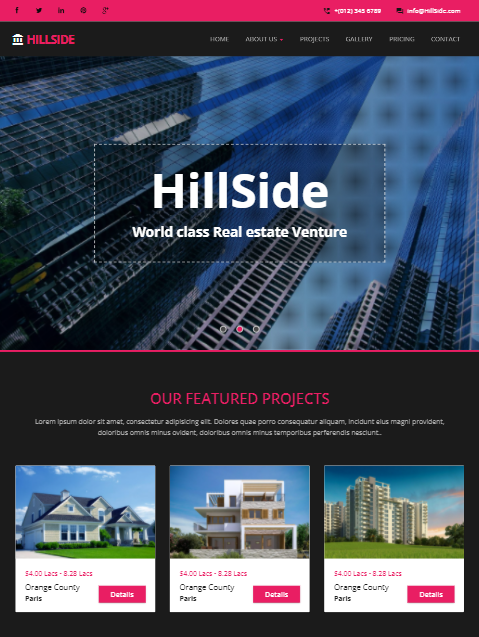 +(012) 345 6789 info@HillSide.com
HILLSIDE
HOME ABOUT US PROJECTS GALLERY PRICING CONTACT
HillSide
World class Real estate Venture
OUR FEATURED PROJECTS
Lorem ipsum dolor sit amet, consectetur adipisicing elit. Dolores quae porro consequatur aliquam, incidunt eius magni provident,
doloribus omnis minus ovident, doloribus omnis minus temporibus perferendis nesciunt..
54.00 Lacs - 8.28 Lacs
Orange County
Paris
Details
54.00 Lacs - 8.28 Lacs
Orange County
Paris
Details
54.00 Lacs - 8.28 Lacs
Orange County
Paris
Details